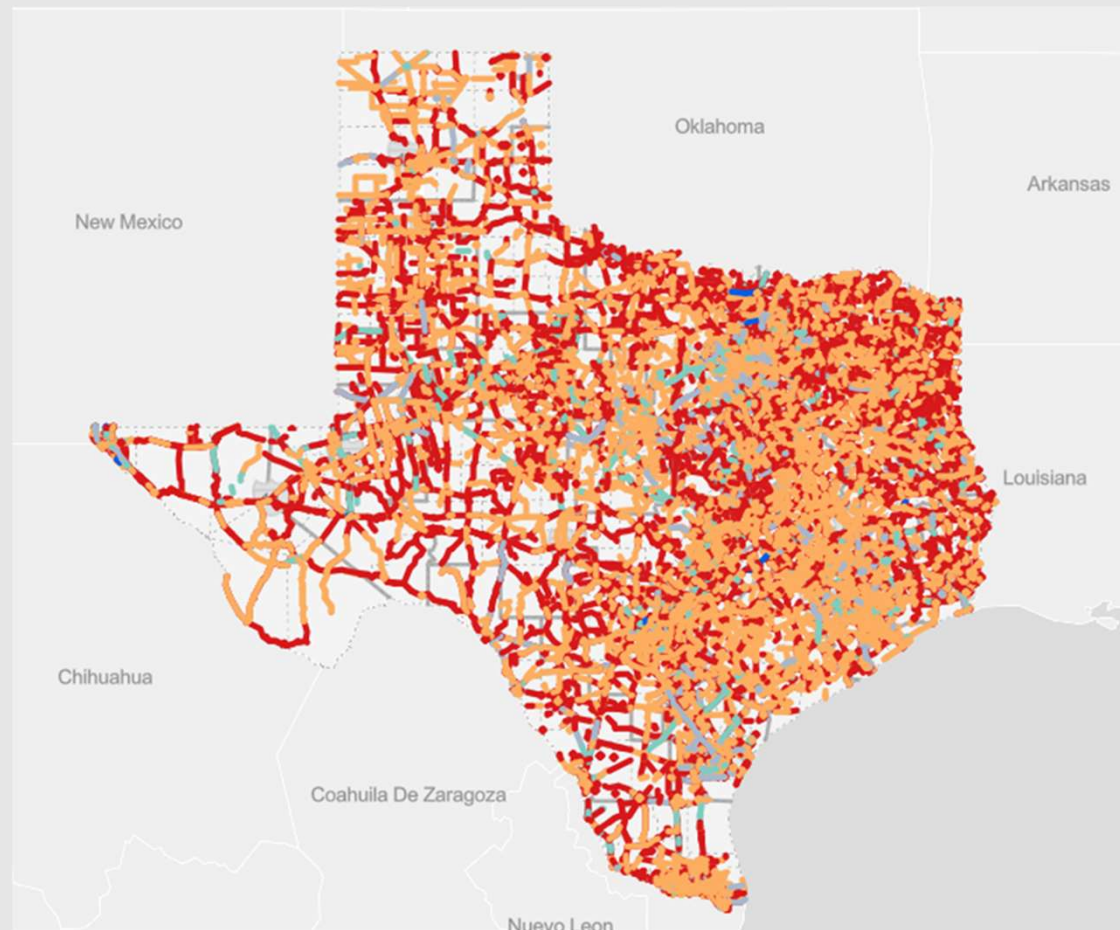 Oklahoma
Arkansas
New Mexico
Louisiana
Chihuahua
Coahuila De Zaragoza
Nuevo Leon